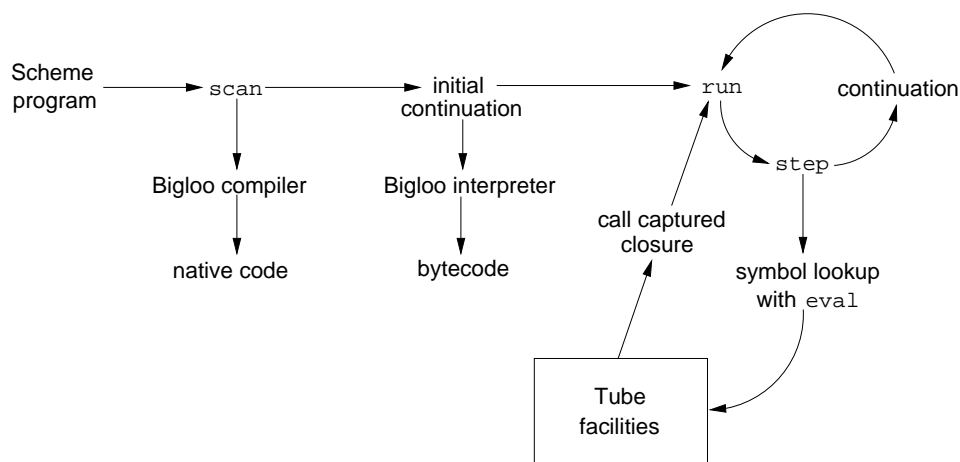 Scheme
program
scan
initial
continuation
run
continuation
step
Bigloo compiler
Bigloo interpreter
call captured
closure
native code
bytecode
symbol lookup
with eval
Tube
facilities